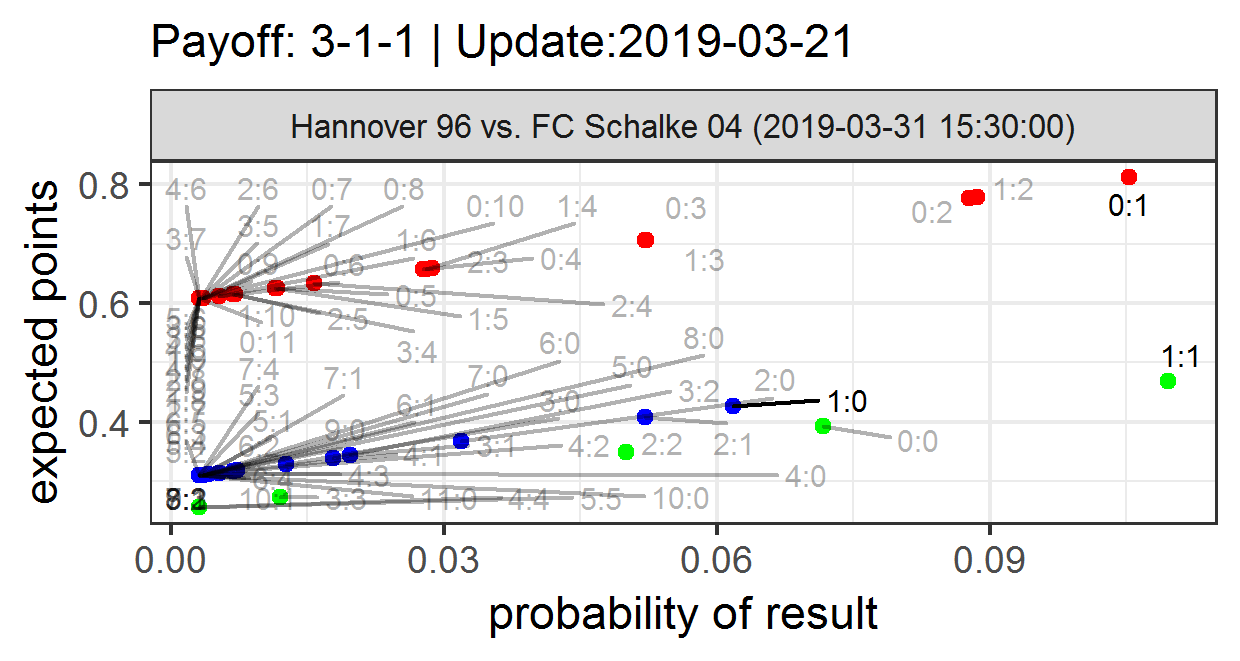 Payoff: 3-1-1 | Update:2019-03-21
Hannover 96 vs. FC Schalke 04 (2019-03-31 15:30:00)
expected points
0.8
0.6
0.4
4:6 2:6 0:7 0:8 0:10 1:4 0:3 0:2 1:2 0:1
3:7 3:5 1:7 1:6
0:9 0:6 2:3 0:4 1:3
0:5 2:4
1:10 2:5 1:5
0:11 3:4 6:0 8:0 1:1
7:4 7:1 7:0 5:0 2:0
5:3 6:1 3:0 3:2 1:0
5:1 9:0
6:2 4:1 3:1 4:2 2:2 2:1 0:0
6:4 4:3 4:0
10:1 3:3 11:0 4:4 5:5 10:0
0.00 0.03 0.06 0.09
probability of result